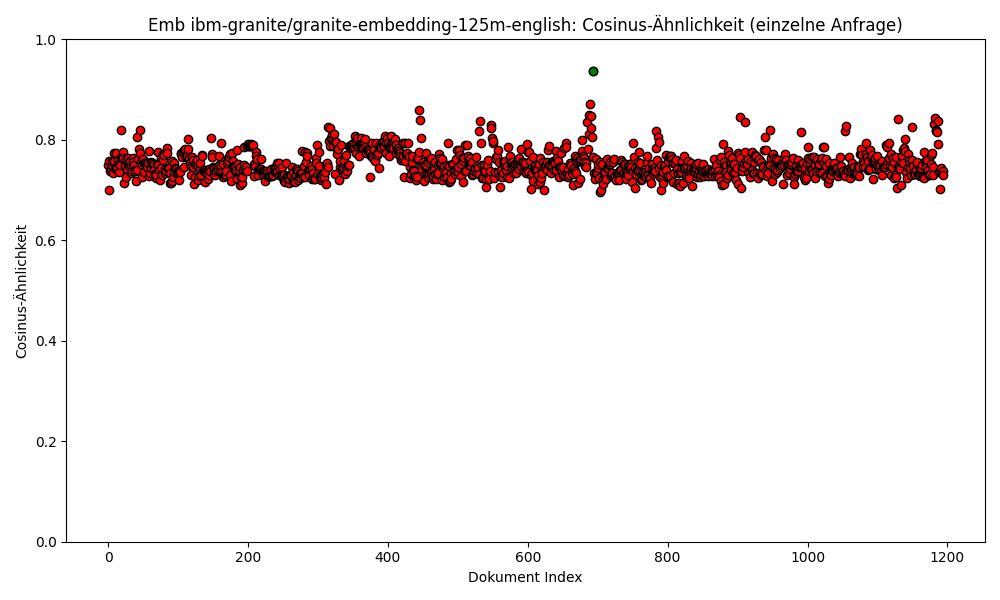 Emb ibm-granite/granite-embedding-125m-english: Cosinus-Ähnlichkeit (einzelne Anfrage)
1.0
0.8
0.6
0.4
0.2
0.0
Cosinus-Ähnlichkeit
0 200 400 600 800 1000 1200
Dokument Index